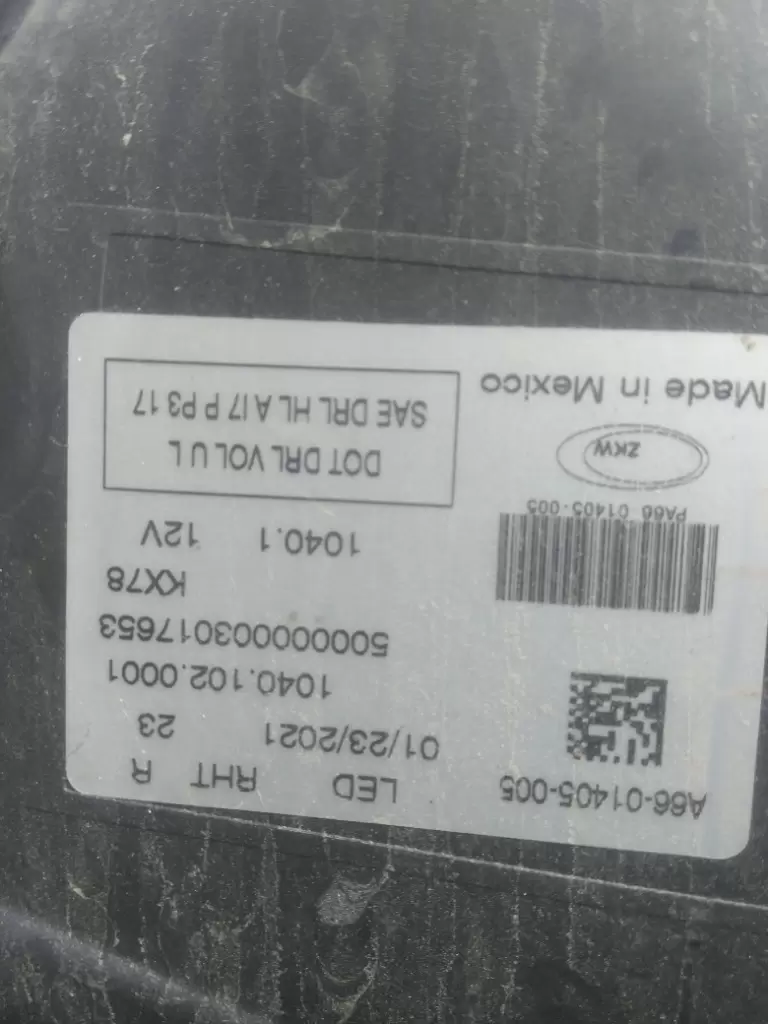 A66-01405-005
LED RHT R
01/23/2021 23
1040.102.0001
5000000003017653
KX78
1040.1 12V
PA66 01405-005
ZKW
Made in Mexico
DOT DRL VOL U L
SAE DRL HL A I7 P P3 17